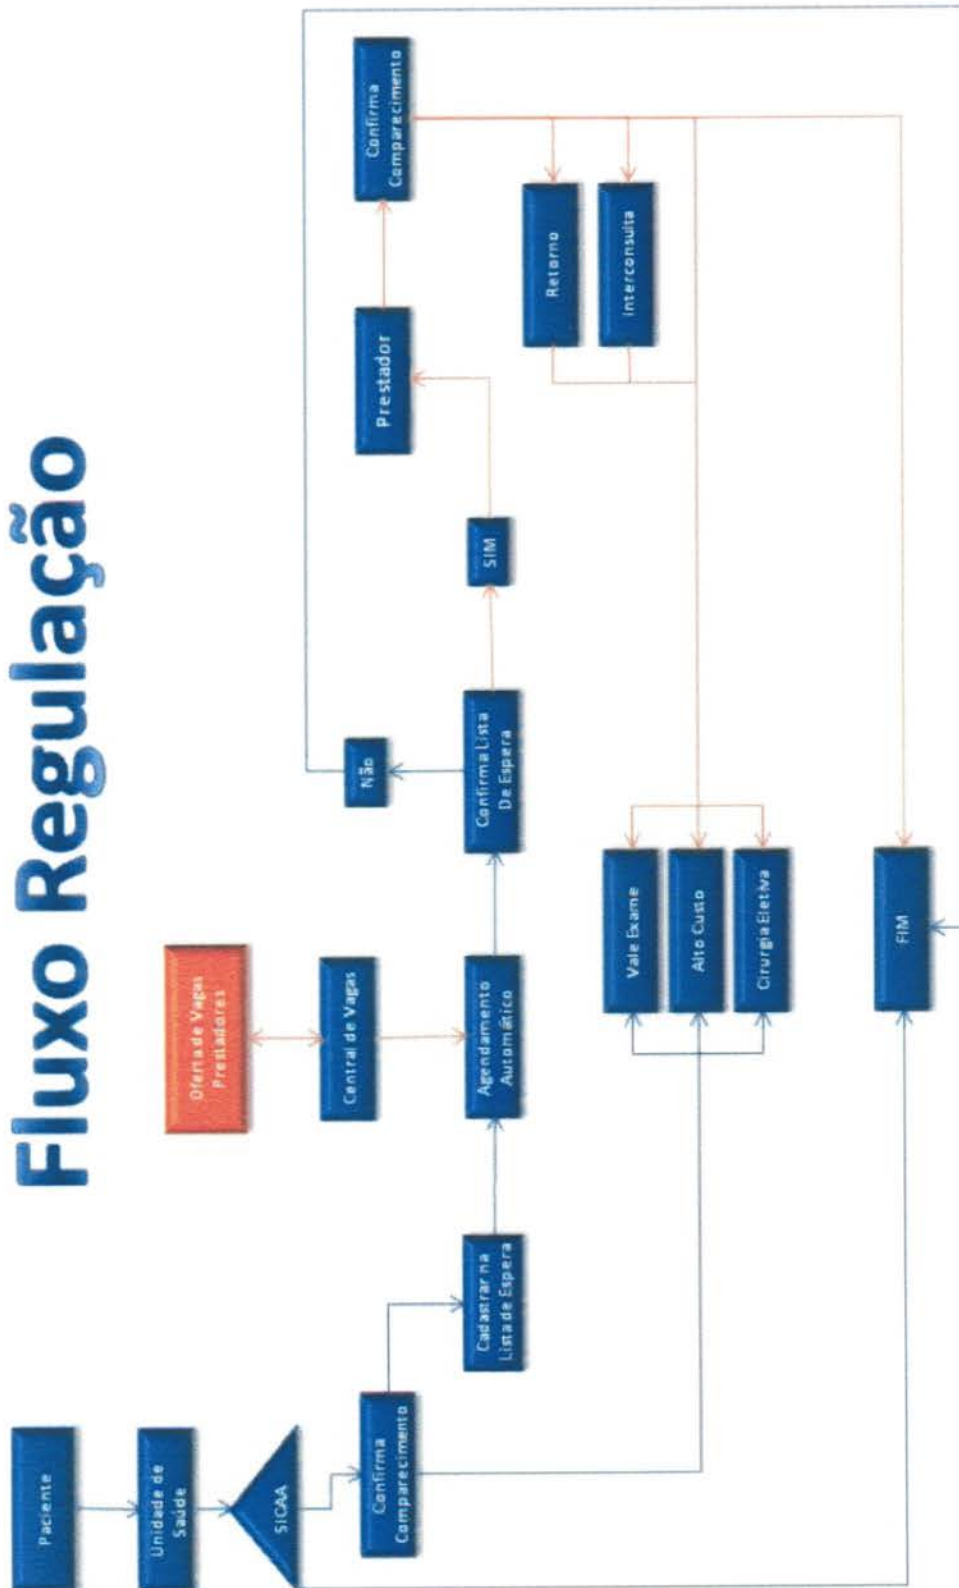 Fluxo Regulação
Paciente
Unidade de
Saúde
SICAA
Confirma
Comparecimento
Cadastrar na
Lista de Espera
Oferta de Vagas
Prestadores
Central de Vagas
Agendamento
Automático
Não
Confirma Lista
De Espera
SIM
Prestador
Confirma
Comparecimento
Retorno
Interconsulta
Vale Exame
Alto Custo
Cirurgia Eletiva
FIM